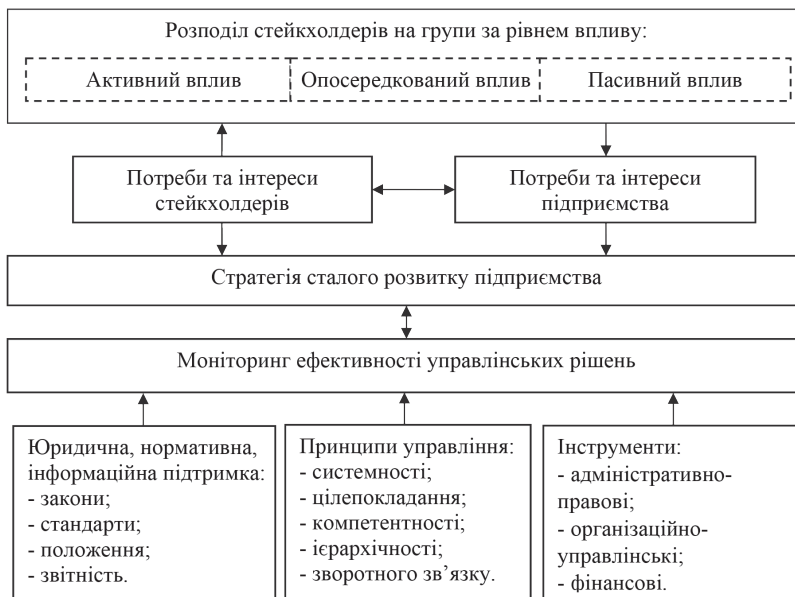 Розподіл стейкхолдерів на групи за рівнем впливу:
Активний вплив
Опосередкований вплив
Пасивний вплив
Потреби та інтереси
стейкхолдерів
Потреби та інтереси
підприємства
Стратегія сталого розвитку підприємства
Моніторинг ефективності управлінських рішень
Юридична, нормативна,
інформаційна підтримка:
- закони;
- стандарти;
- положення;
- звітність.
Принципи управління:
- системності;
- цілепокладання;
- компетентності;
- ієрархічності;
- зворотного зв’язку.
Інструменти:
- адміністративно-
правові;
- організаційно-
управлінські;
- фінансові.